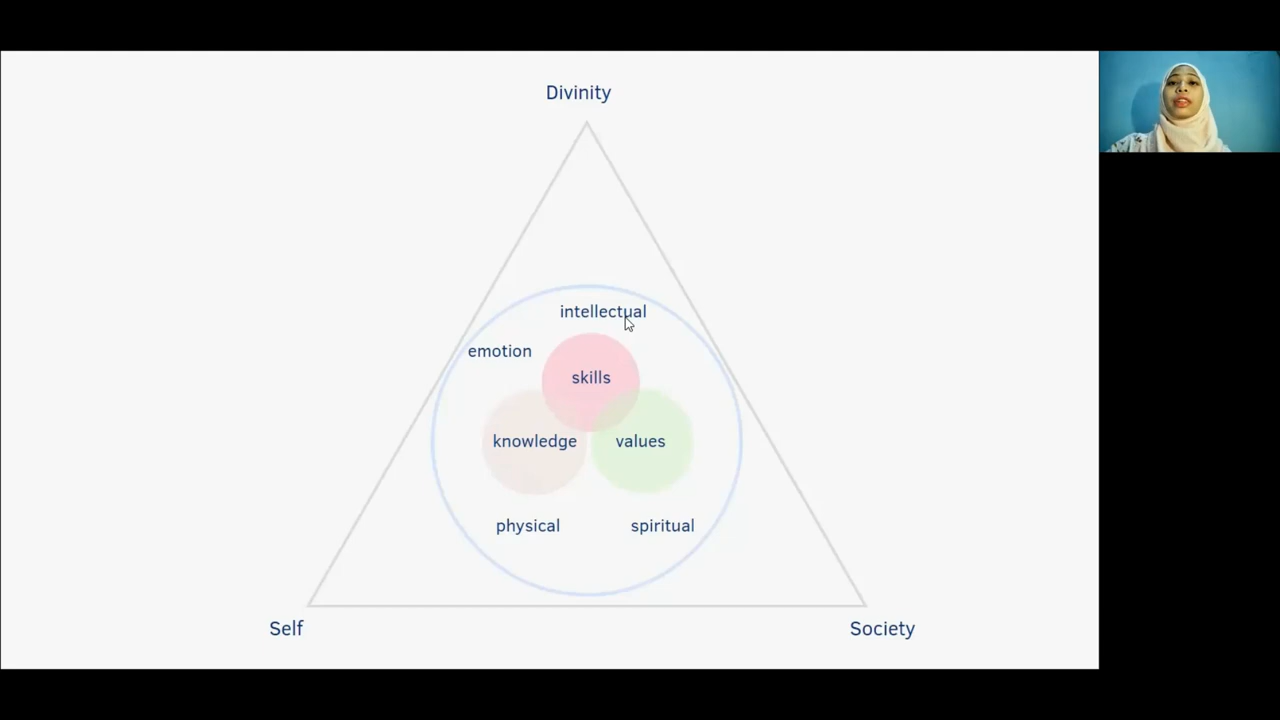 Divinity
intellectual
emotion
skills
knowledge
values
physical
spiritual
Self
Society